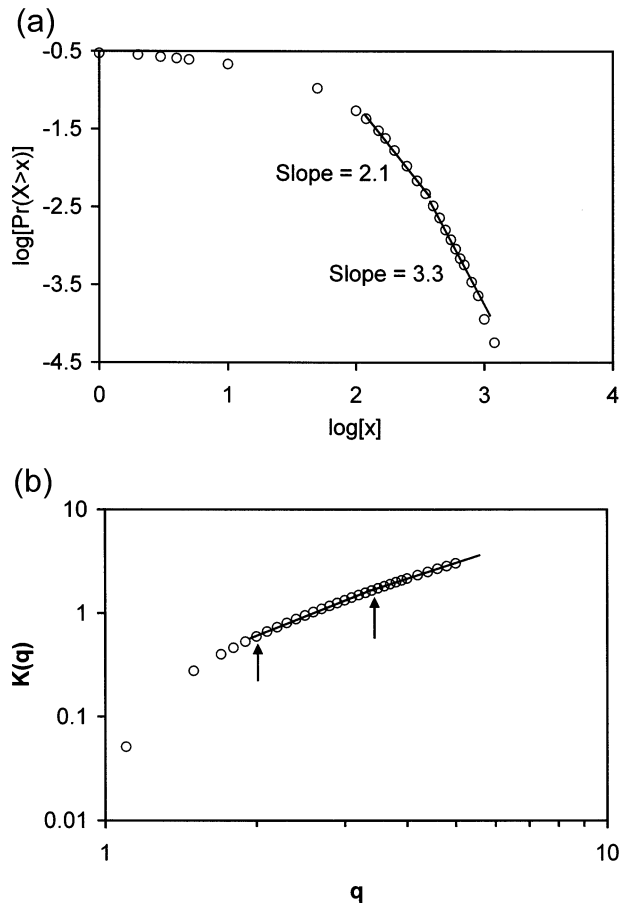 (a)
-0.5
-1.5
-2.5
-3.5
-4.5
log[Pr(X>x)]
Slope = 2.1
Slope = 3.3
0 1 2 3 4
log[x]
(b)
10
1
0.1
0.01
K(q)
1 10
q